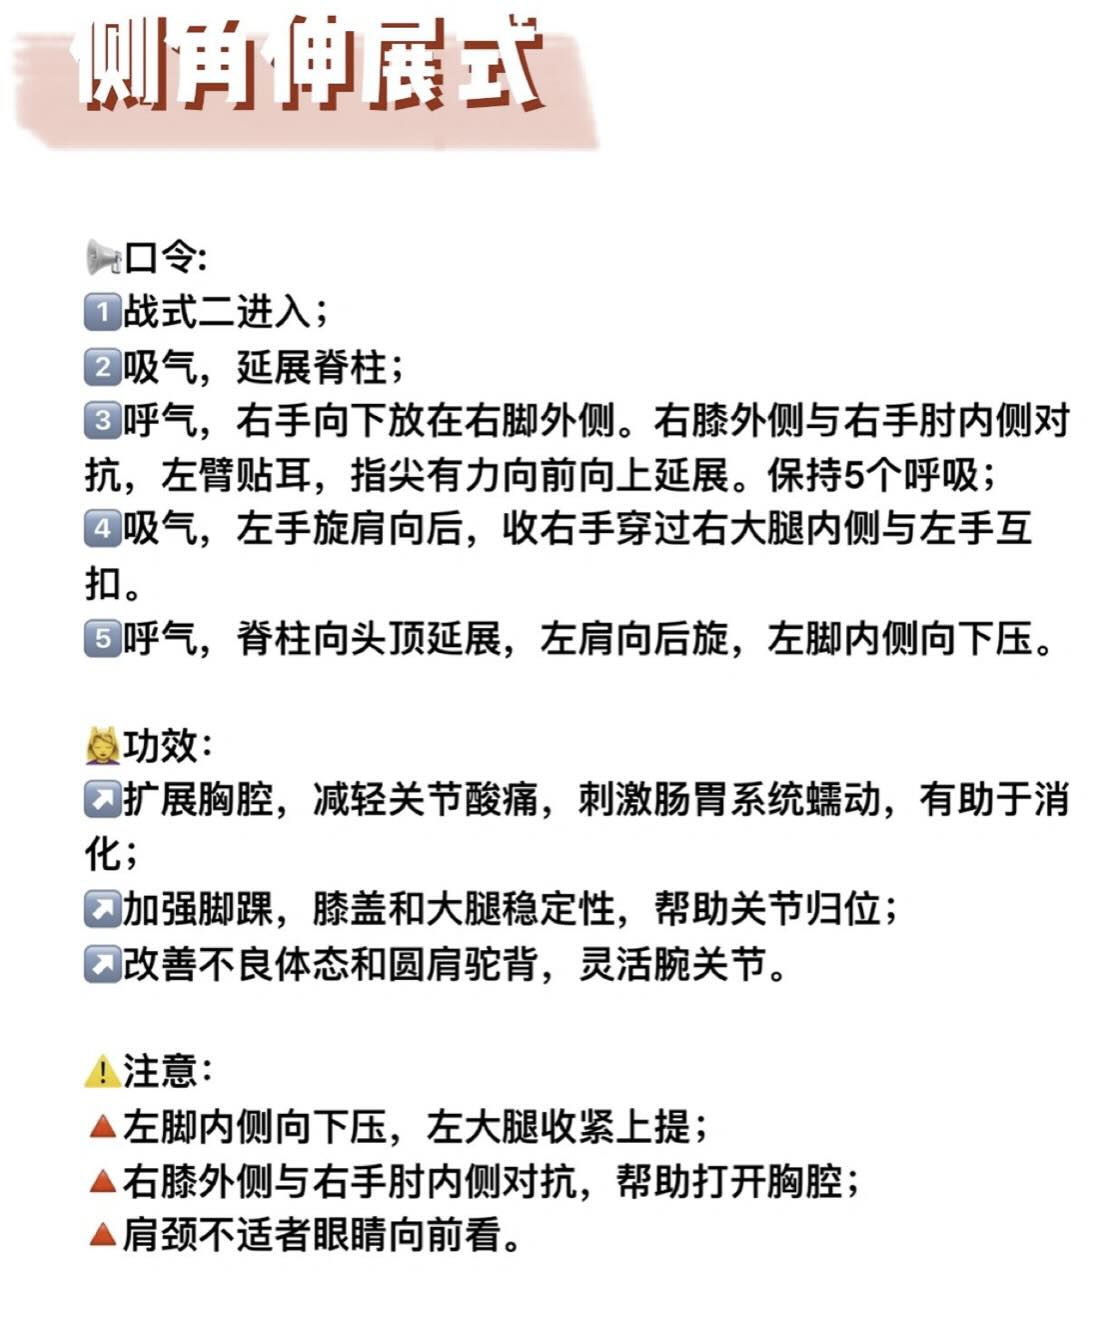 侧角伸展式
📢口令:
1️⃣战式二进入；
2️⃣吸气，延展脊柱；
3️⃣呼气，右手向下放在右脚外侧。右膝外侧与右手肘内侧对
抗，左臂贴耳，指尖有力向前向上延展。保持5个呼吸；
4️⃣吸气，左手旋肩向后，收右手穿过右大腿内侧与左手互
扣。
5️⃣呼气，脊柱向头顶延展，左肩向后旋，左脚内侧向下压。
💆功效：
↗️扩展胸腔，减轻关节酸痛，刺激肠胃系统蠕动，有助于消
化；
↗️加强脚踝，膝盖和大腿稳定性，帮助关节归位；
↗️改善不良体态和圆肩驼背，灵活腕关节。
⚠️注意：
🔺左脚内侧向下压，左大腿收紧上提；
🔺右膝外侧与右手肘内侧对抗，帮助打开胸腔；
🔺肩颈不适者眼睛向前看。